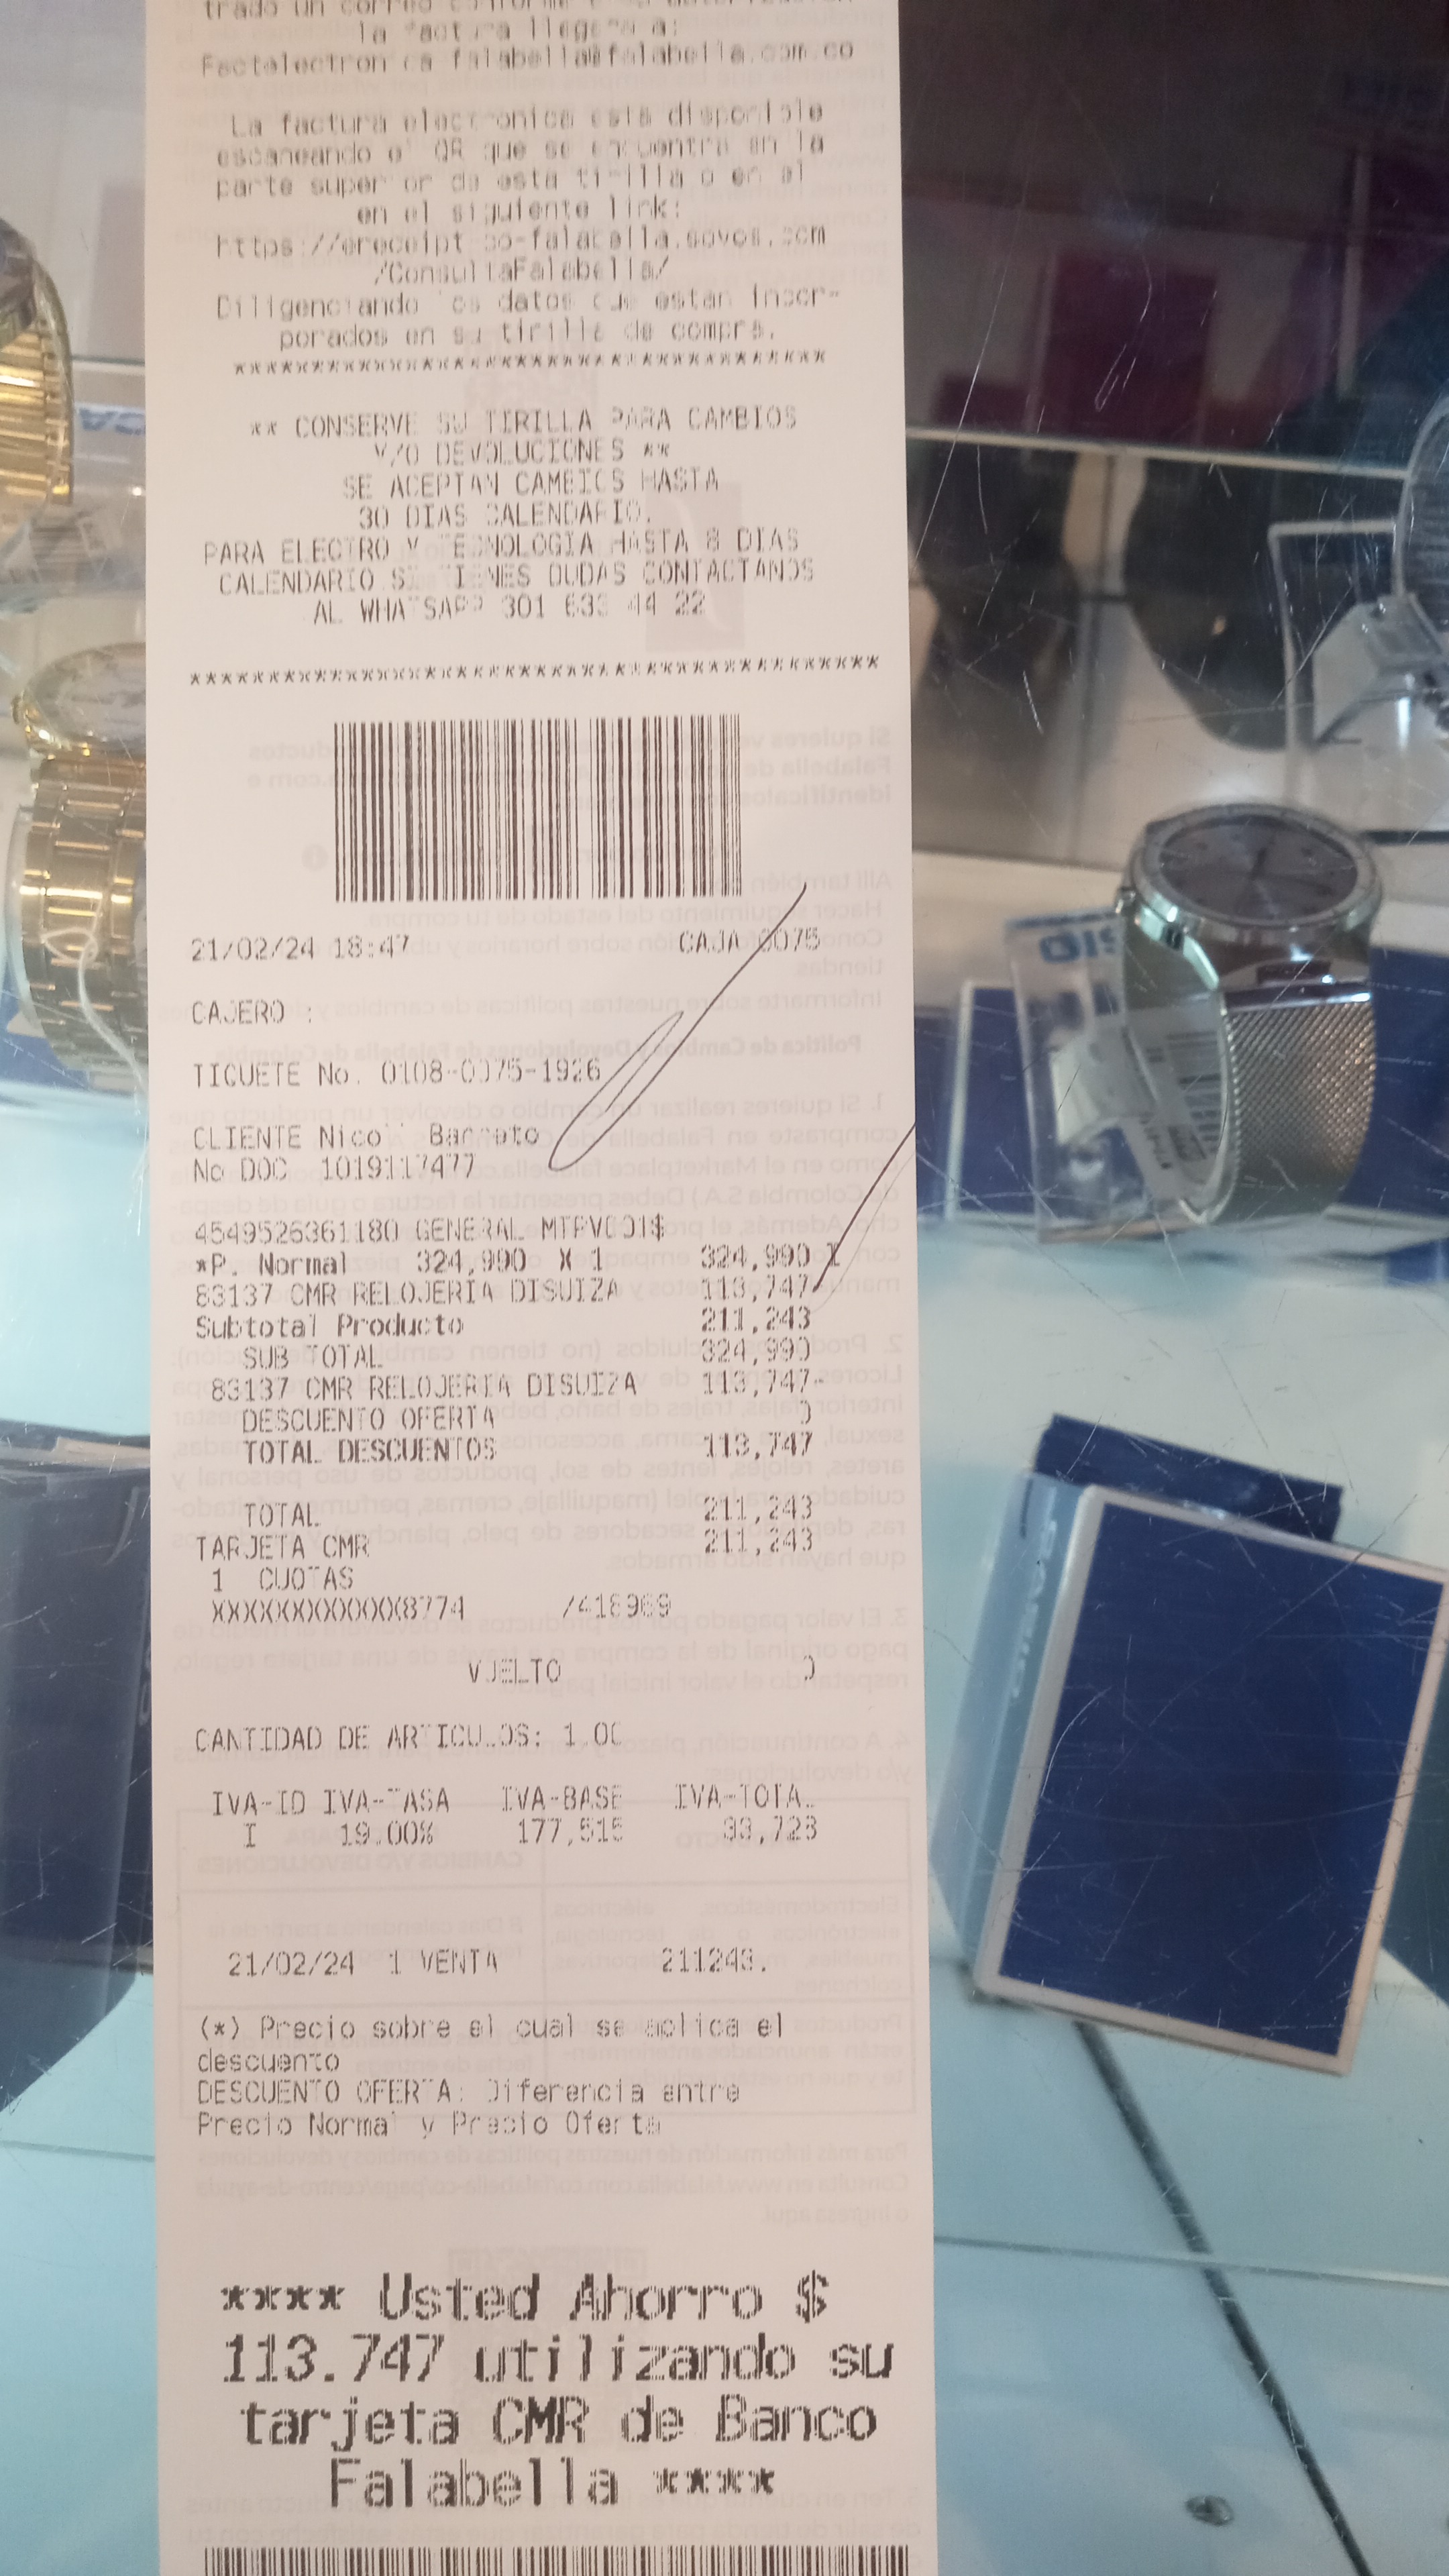 la factura llegara a:
Factelectronica falabella@falabella.com.co
La factura electronica esta disponible
escaneando el QR que se encuentra en la
parte superior de esta tirilla o en el
en el siguiente link:
https://ereceipt-co-falabella.sovos.com
/ConsultaFalabella/
Diligenciando los datos que estan incor-
porados en su tirilla de compra.
***************************************
** CONSERVE SU TIRILLA PARA CAMBIOS
Y/O DEVOLUCIONES **
SE ACEPTAN CAMBIOS HASTA
30 DIAS CALENDARIO.
PARA ELECTRO Y TECNOLOGIA HASTA 8 DIAS
CALENDARIO SI TIENES DUDAS CONTACTANOS
AL WHATSAPP 301 633 44 22
********************************************
21/02/24 18:47 CAJA 0075
CAJERO :
TIQUETE No. 0108-0075-1926
CLIENTE Nicoll Barreto
No DOC 1019117477
4549526361180 GENERAL
*P. Normal 324,990 X 1 324,990 I
83137 CMR RELOJERIA DISUIZA 113,747-
Subtotal Producto 211,243
SUB TOTAL 324,990
83137 CMR RELOJERIA DISUIZA 113,747-
DESCUENTO OFERTA 0
TOTAL DESCUENTOS 113,747
TOTAL 211,243
TARJETA CMR 211,243
1 CUOTAS
XXXXXXXXXXXX8774 /418969
VUELTO 0
CANTIDAD DE ARTICULOS: 1.00
IVA-ID IVA-TASA IVA-BASE IVA-TOTAL
I 19.00% 177,515 33,728
21/02/24 1 VENTA 211243.
(*) Precio sobre el cual se aplica el
descuento
DESCUENTO OFERTA: Diferencia entre
Precio Normal y Precio Oferta
**** Usted Ahorro $
113.747 utilizando su
tarjeta CMR de Banco
Falabella ****